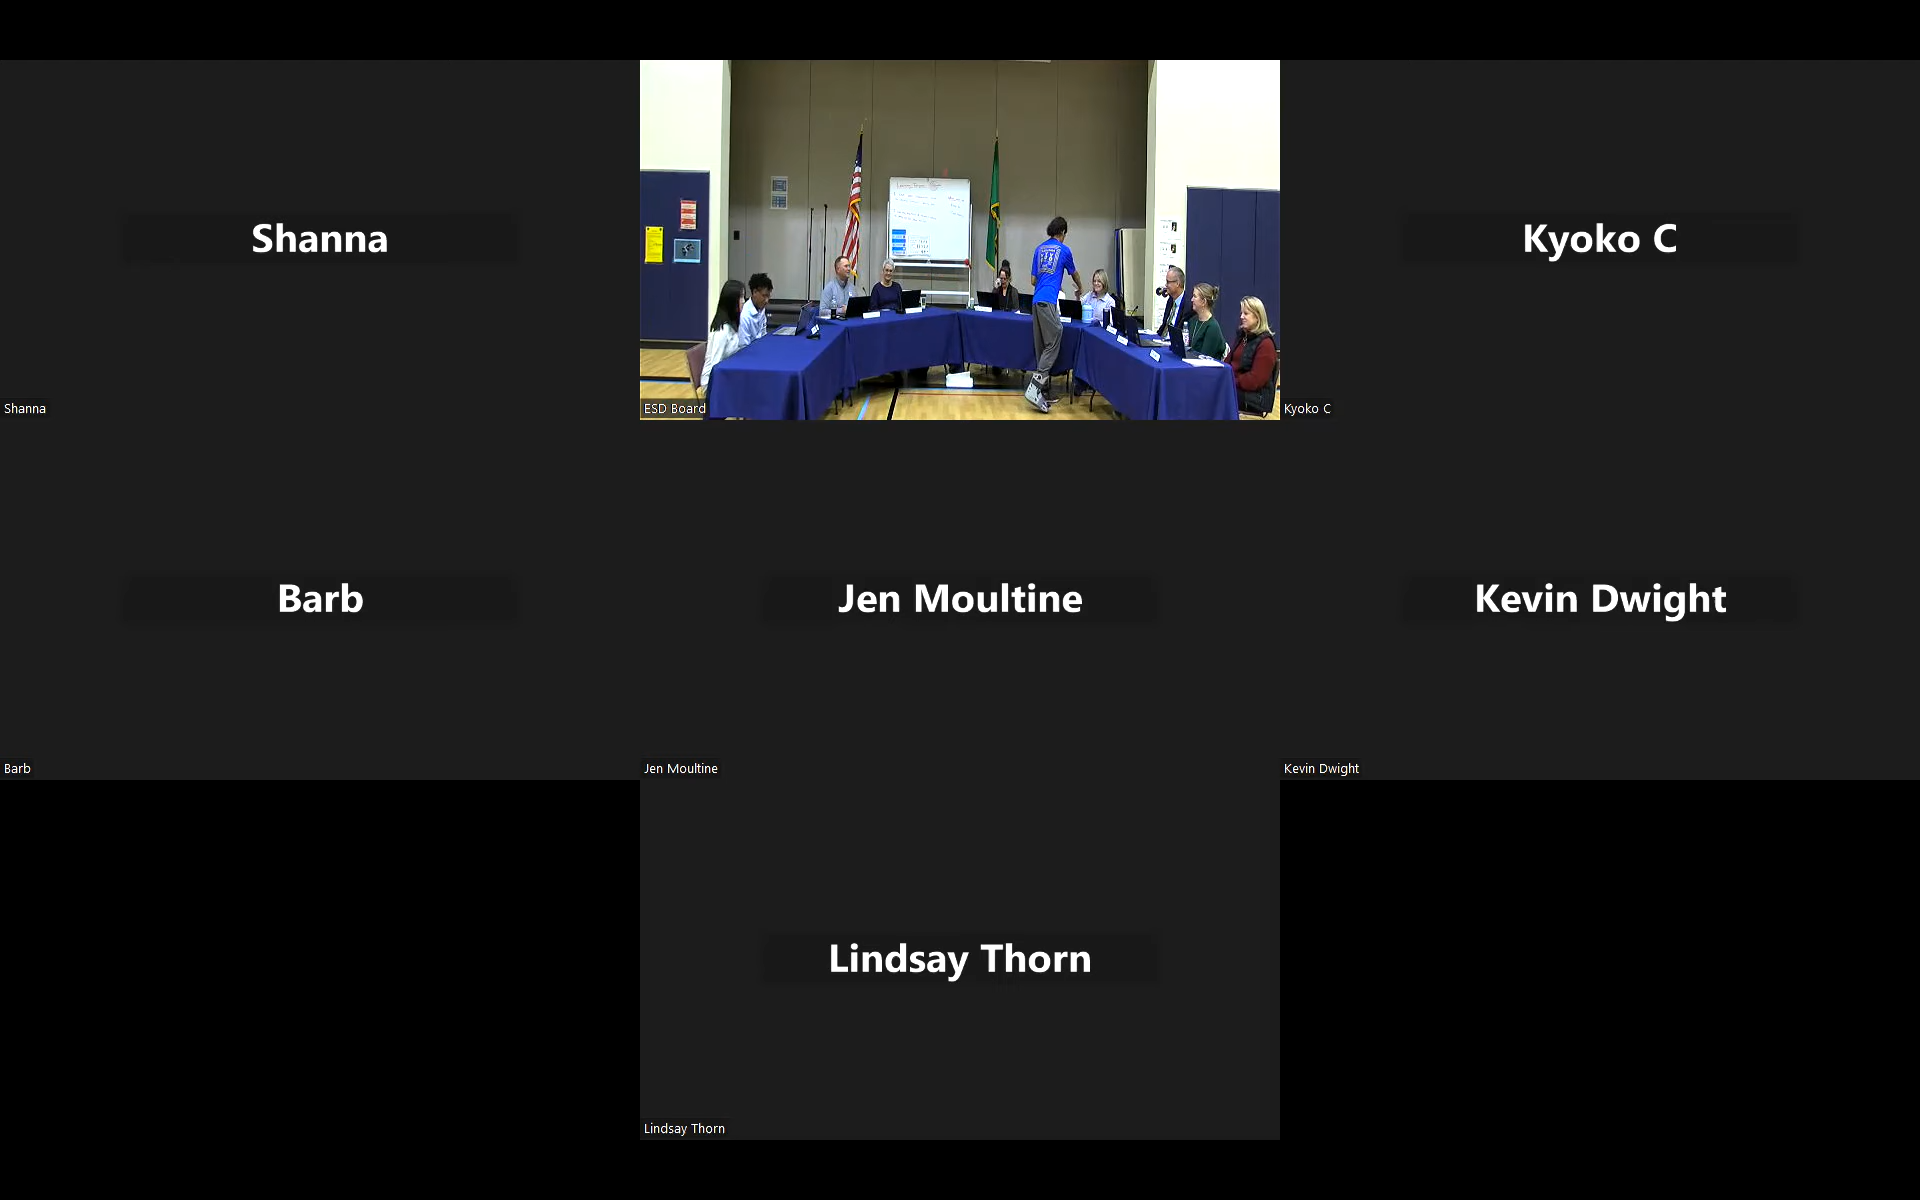 Shanna
Kyoko C
Shanna
ESD Board
Kyoko C
Barb
Jen Moultine
Kevin Dwight
Barb
Jen Moultine
Kevin Dwight
Lindsay Thorn
Lindsay Thorn